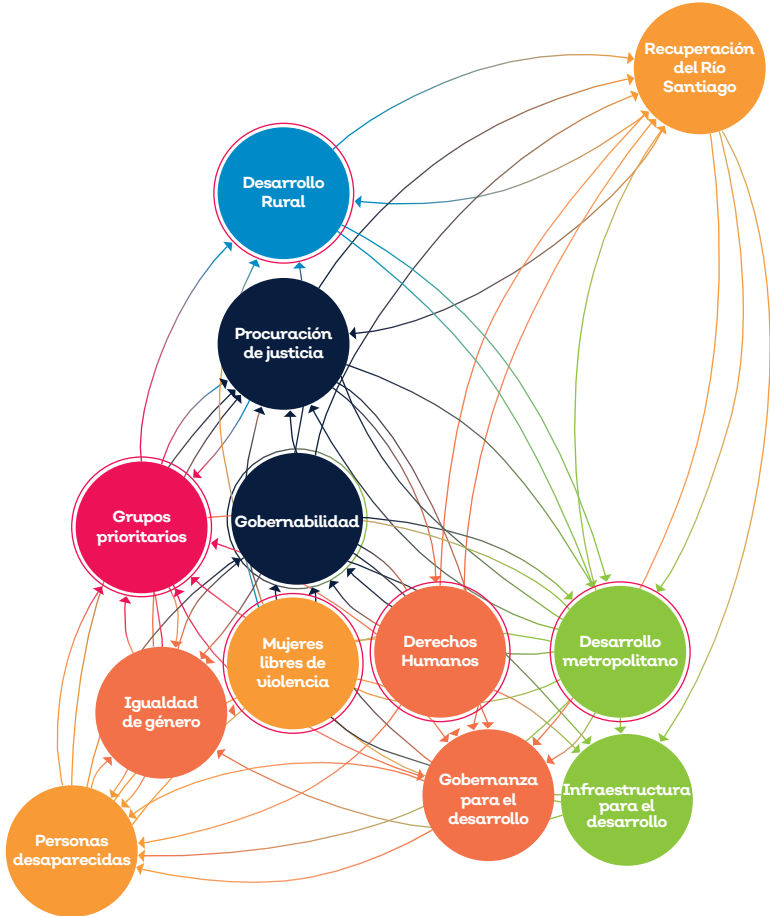 Recuperación
del Río
Santiago
Desarrollo
Rural
Procuración
de justicia
Grupos
prioritarios
Gobernabilidad
Mujeres
libres de
violencia
Derechos
Humanos
Desarrollo
metropolitano
Igualdad
de género
Gobernanza
para el
desarrollo
Infraestructura
para el
desarrollo
Personas
desaparecidas